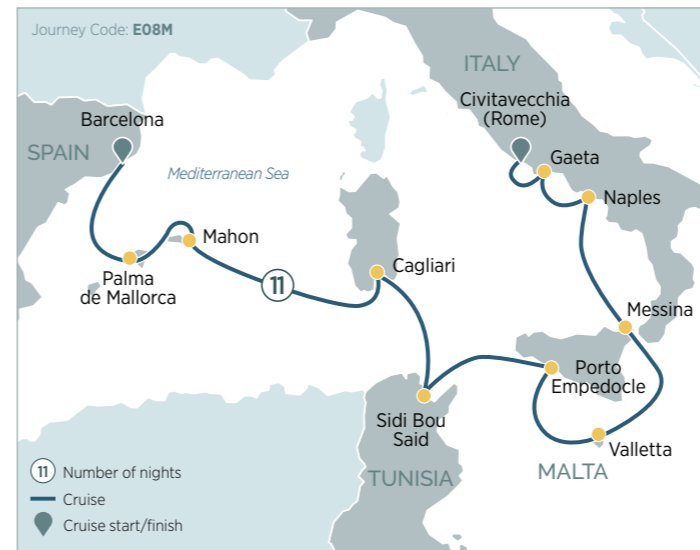 Journey Code: E08M
ITALY
Civitavecchia
(Rome)
Barcelona
SPAIN
Gaeta
Mediterranean Sea
Naples
Mahon
Cagliari
Palma
de Mallorca
11
Messina
Porto
Empedocle
Sidi Bou
Said
Valletta
TUNISIA
MALTA
11 Number of nights
Cruise
Cruise start/finish